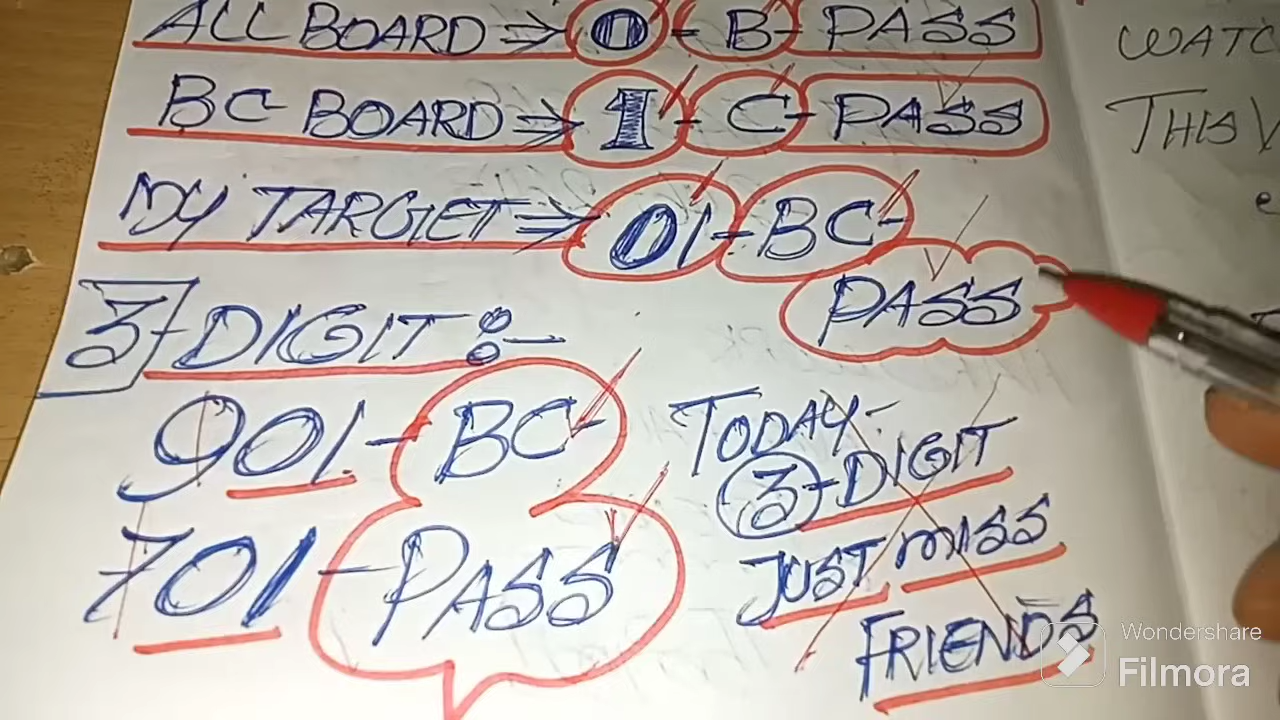 ALL BOARD ⇒ 0 - B - PASS
BC BOARD ⇒ 1 - C - PASS
MY TARGET ⇒ 01 - BC -
PASS
3 - DIGIT :-
901 - BC -
701 - PASS
TODAY -
3 - DIGIT
JUST MISS
FRIENDS
THIS
Wondershare
Filmora